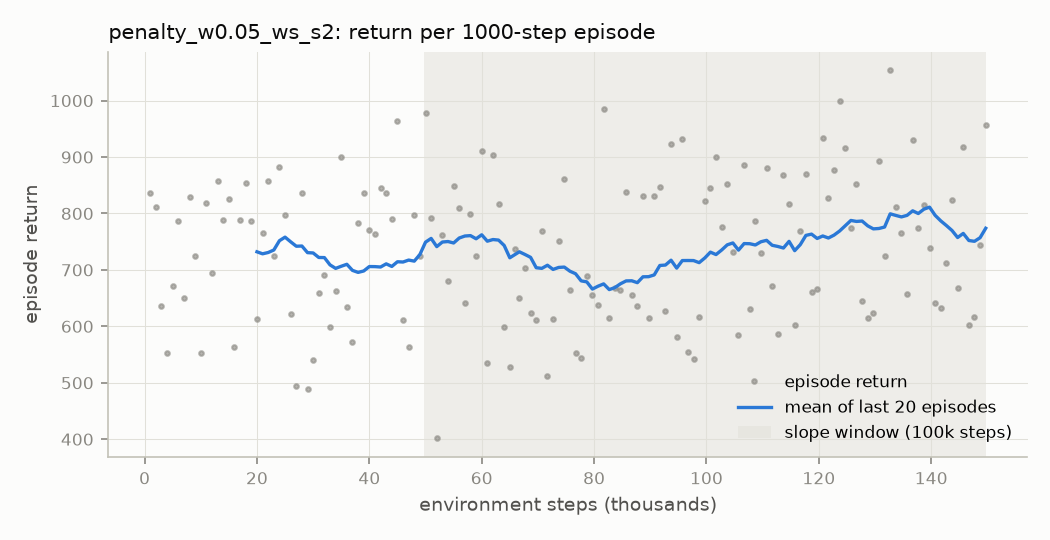 penalty_w0.05_ws_s2: return per 1000-step episode
episode return
1000
900
800
700
600
500
400
0 20 40 60 80 100 120 140
environment steps (thousands)
episode return
mean of last 20 episodes
slope window (100k steps)